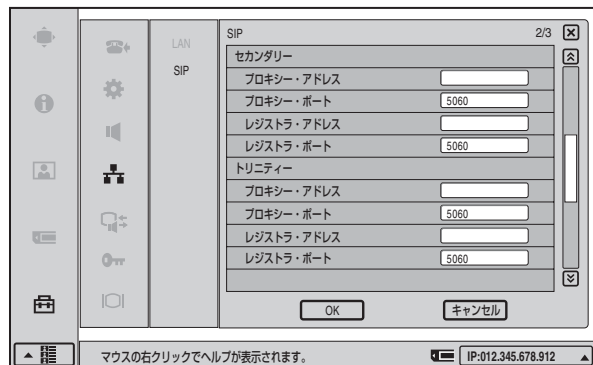 LAN
SIP
SIP 2/3
セカンダリー
プロキシー・アドレス
プロキシー・ポート 5060
レジストラ・アドレス
レジストラ・ポート 5060
トリニティー
プロキシー・アドレス
プロキシー・ポート 5060
レジストラ・アドレス
レジストラ・ポート 5060
OK キャンセル
マウスの右クリックでヘルプが表示されます。 IP:012.345.678.912